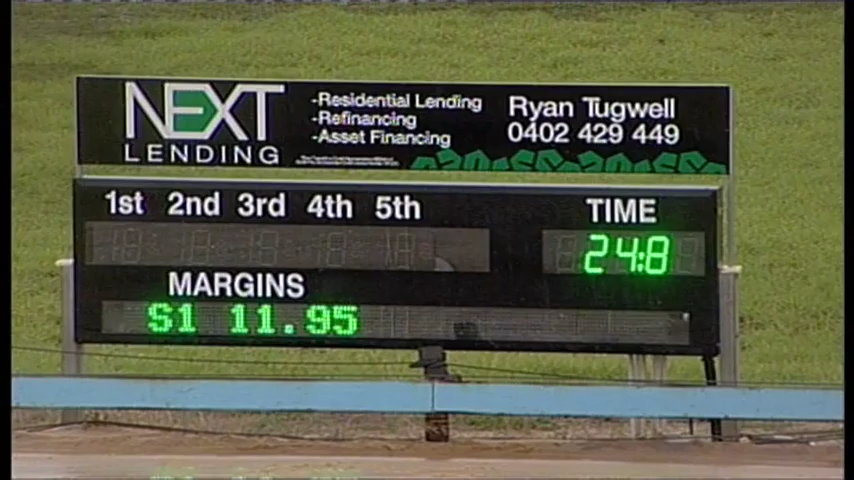 NEXT
LENDING
-Residential Lending
-Refinancing
-Asset Financing
Ryan Tugwell
0402 429 449
1st 2nd 3rd 4th 5th
TIME
24:8
MARGINS
S1 11.95